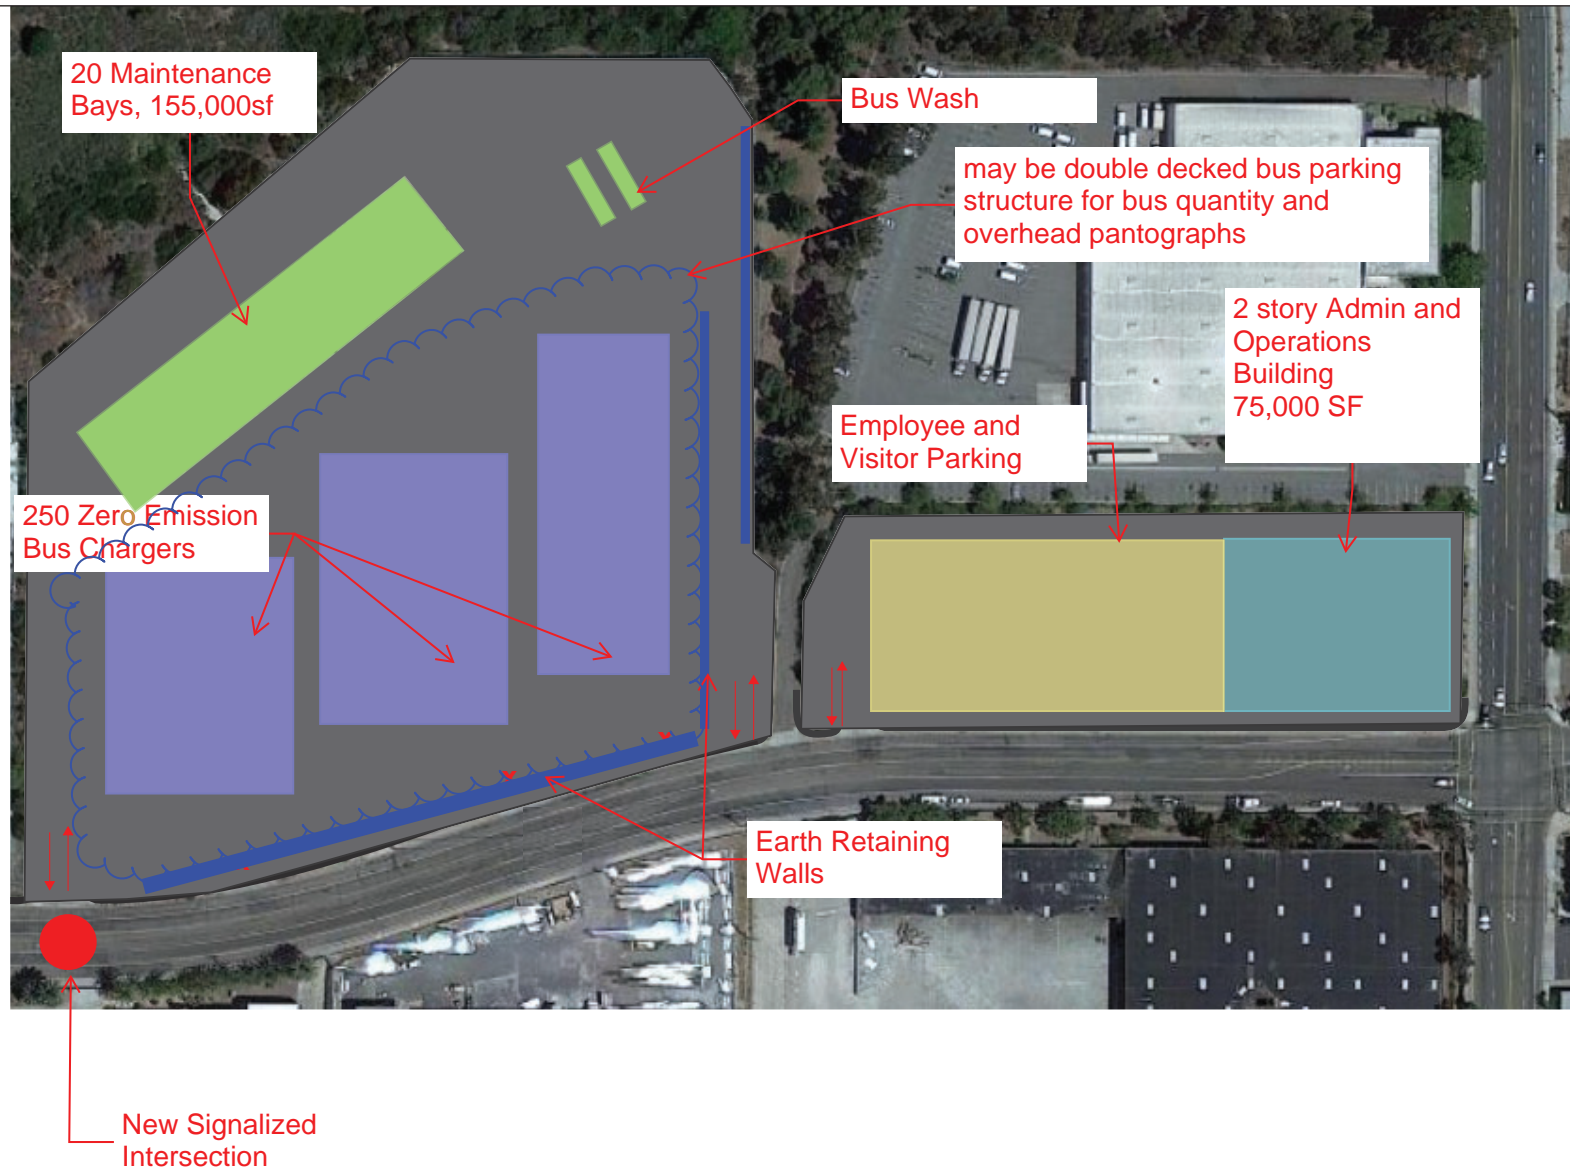 20 Maintenance
Bays, 155,000sf
Bus Wash
may be double decked bus parking
structure for bus quantity and
overhead pantographs
2 story Admin and
Operations
Building
75,000 SF
Employee and
Visitor Parking
250 Zero Emission
Bus Chargers
Earth Retaining
Walls
New Signalized
Intersection